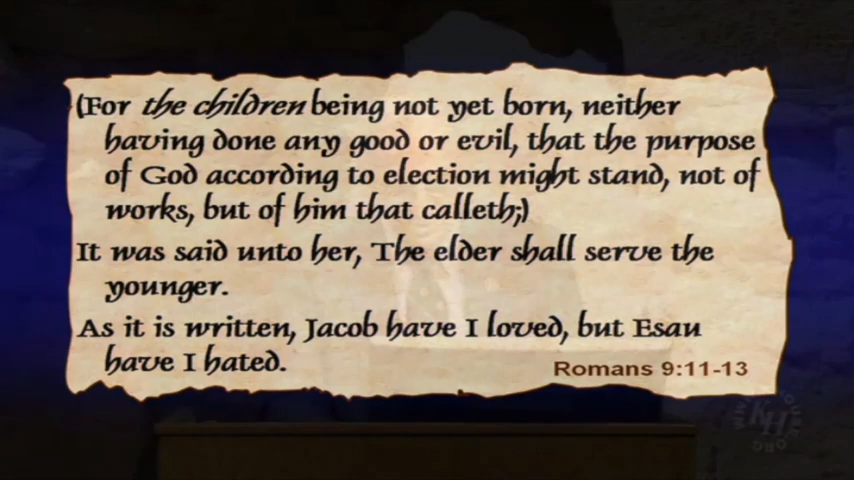 (For the children being not yet born, neither
having done any good or evil, that the purpose
of God according to election might stand, not of
works, but of him that calleth;)
It was said unto her, The elder shall serve the
younger.
As it is written, Jacob have I loved, but Esau
have I hated.
Romans 9:11-13